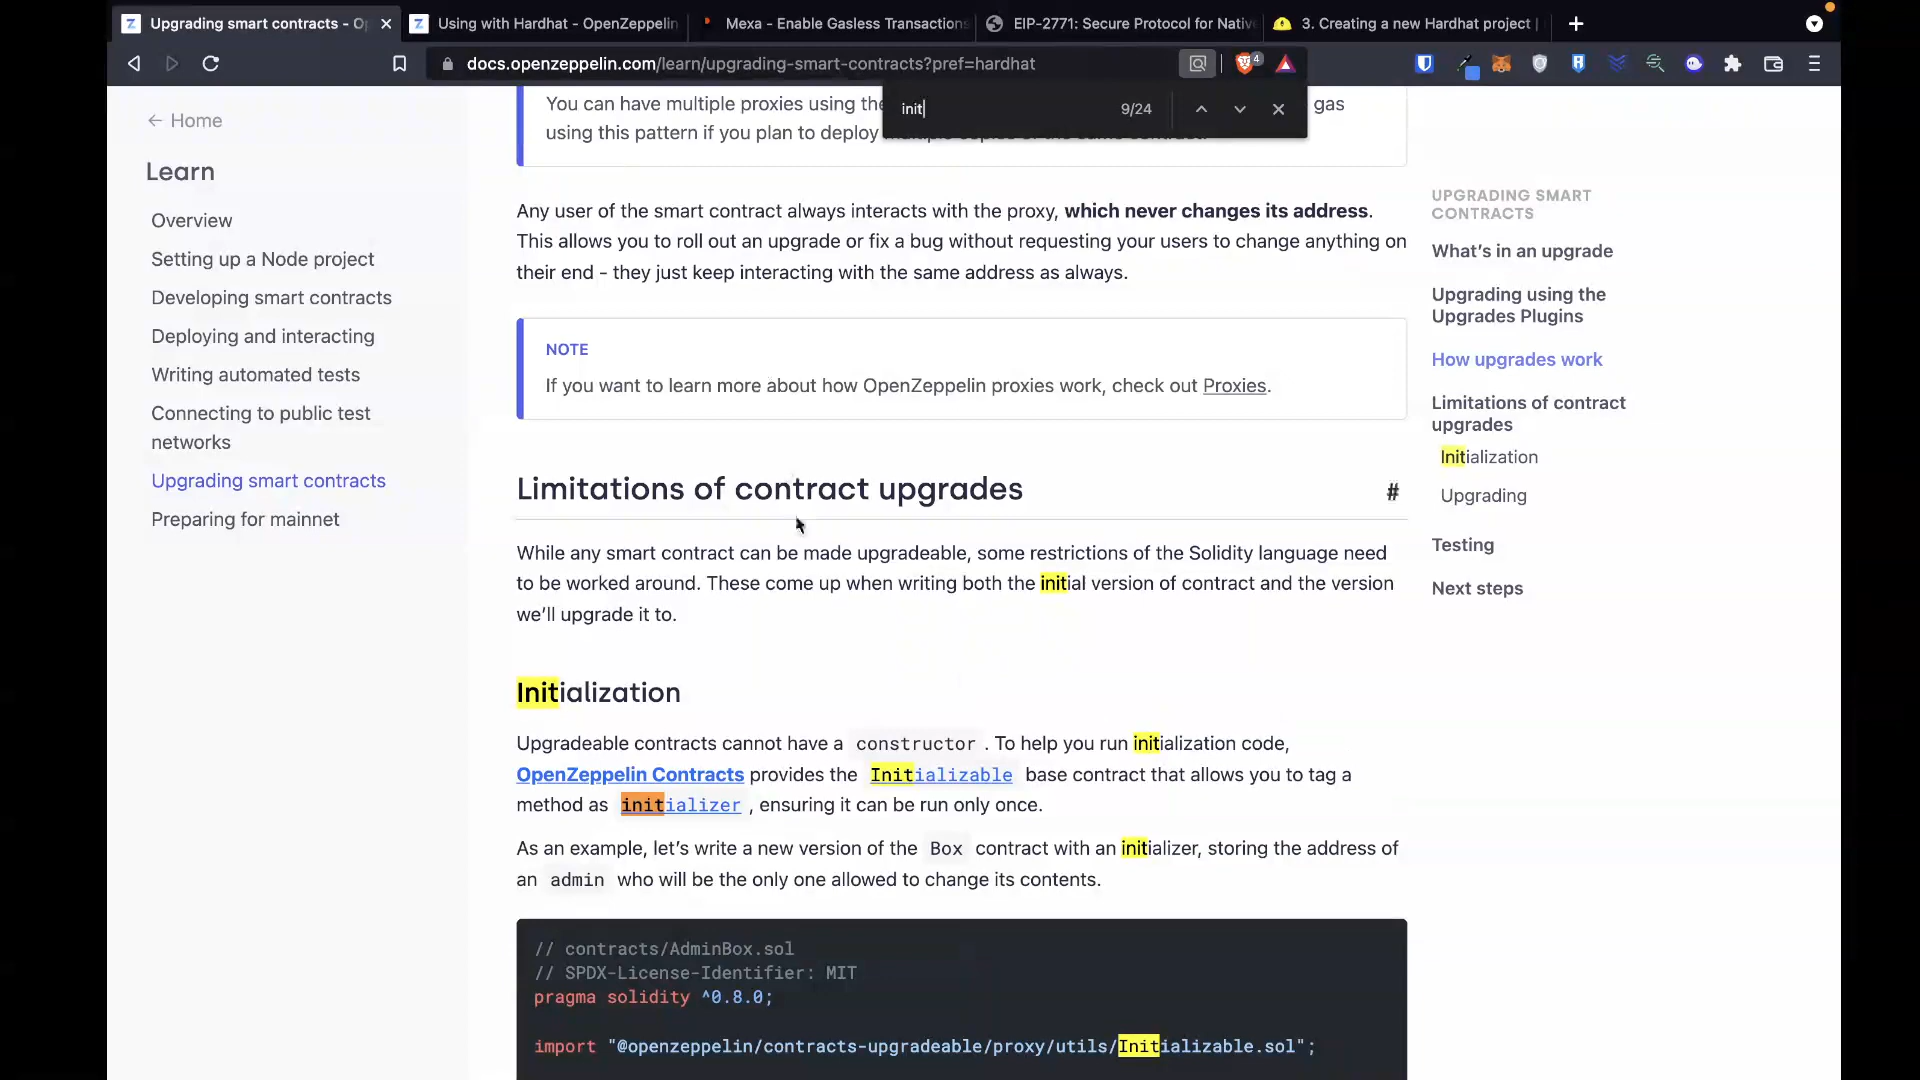 Upgrading smart contracts - O
Using with Hardhat - OpenZeppelin
Mexa - Enable Gasless Transactions
EIP-2771: Secure Protocol for Nativ
3. Creating a new Hardhat project |
docs.openzeppelin.com/learn/upgrading-smart-contracts?pref=hardhat
4
init
9/24
← Home
Learn
Overview
Setting up a Node project
Developing smart contracts
Deploying and interacting
Writing automated tests
Connecting to public test
networks
Upgrading smart contracts
Preparing for mainnet
You can have multiple proxies using the
gas
using this pattern if you plan to deploy multiple copies of the same contract.
Any user of the smart contract always interacts with the proxy, which never changes its address.
This allows you to roll out an upgrade or fix a bug without requesting your users to change anything on
their end - they just keep interacting with the same address as always.
NOTE
If you want to learn more about how OpenZeppelin proxies work, check out Proxies.
Limitations of contract upgrades
#
While any smart contract can be made upgradeable, some restrictions of the Solidity language need
to be worked around. These come up when writing both the initial version of contract and the version
we’ll upgrade it to.
Initialization
Upgradeable contracts cannot have a constructor . To help you run initialization code,
OpenZeppelin Contracts provides the Initializable base contract that allows you to tag a
method as initializer , ensuring it can be run only once.
As an example, let’s write a new version of the Box contract with an initializer, storing the address of
an admin who will be the only one allowed to change its contents.
// contracts/AdminBox.sol
// SPDX-License-Identifier: MIT
pragma solidity ^0.8.0;
import "@openzeppelin/contracts-upgradeable/proxy/utils/Initializable.sol";
UPGRADING SMART
CONTRACTS
What’s in an upgrade
Upgrading using the
Upgrades Plugins
How upgrades work
Limitations of contract
upgrades
Initialization
Upgrading
Testing
Next steps